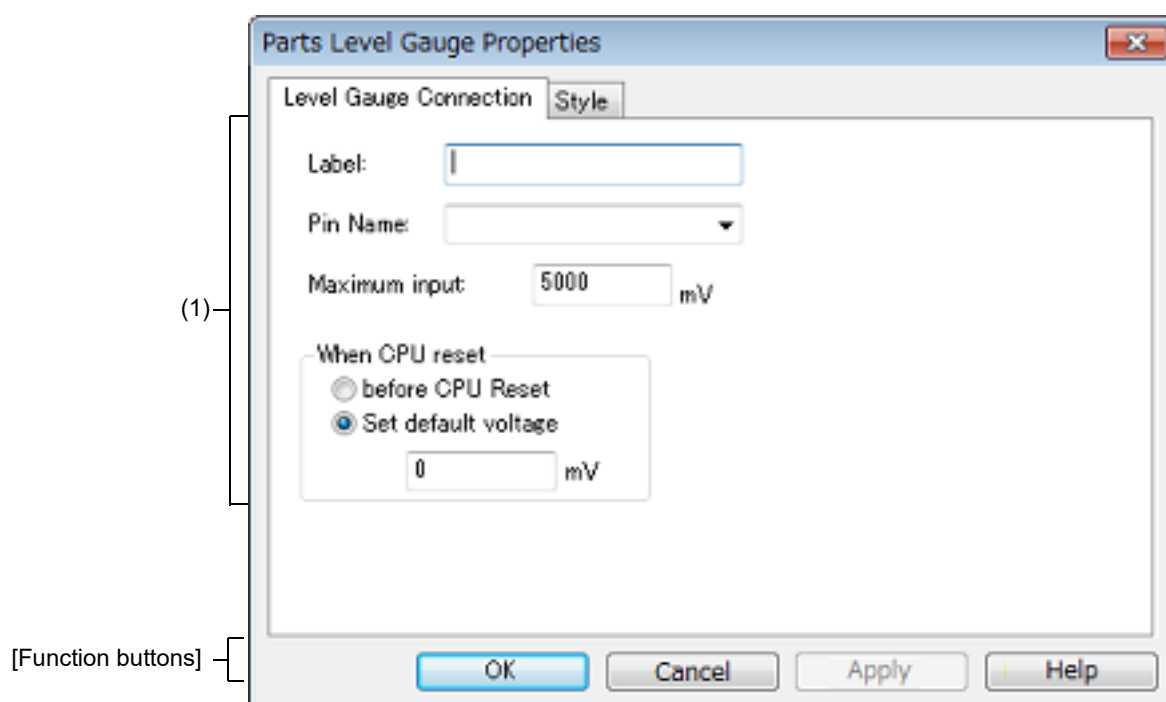 Parts Level Gauge Properties
Level Gauge Connection Style
Label:
Pin Name:
Maximum input: 5000 mV
(1)
When CPU reset
before CPU Reset
Set default voltage
0 mV
[Function buttons] OK Cancel Apply Help